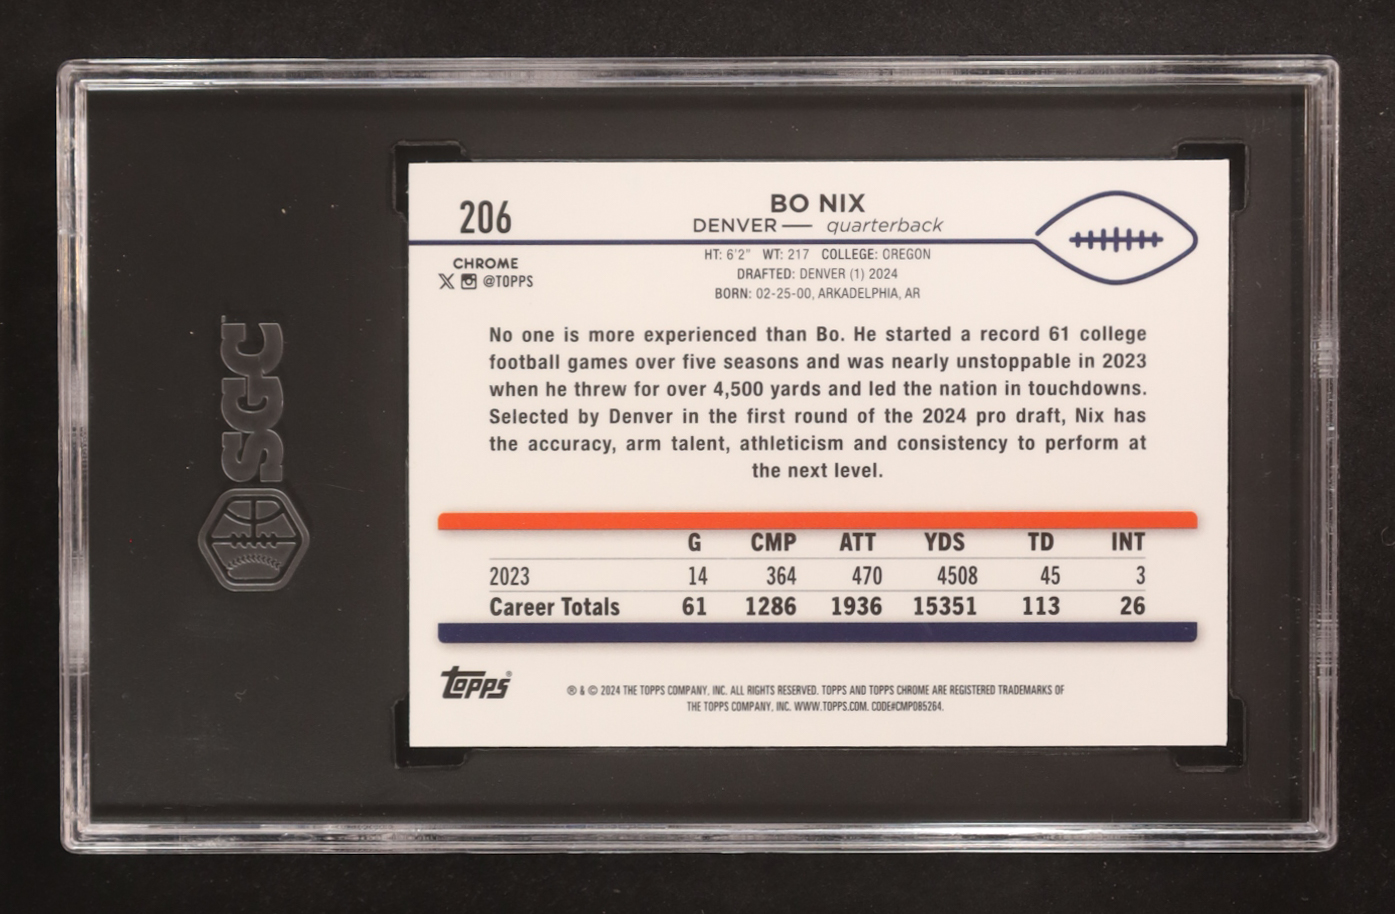 SGC
206
BO NIX
DENVER — quarterback
CHROME
@TOPPS
HT: 6'2" WT: 217 COLLEGE: OREGON
DRAFTED: DENVER (1) 2024
BORN: 02-25-00, ARKADELPHIA, AR
No one is more experienced than Bo. He started a record 61 college
football games over five seasons and was nearly unstoppable in 2023
when he threw for over 4,500 yards and led the nation in touchdowns.
Selected by Denver in the first round of the 2024 pro draft, Nix has
the accuracy, arm talent, athleticism and consistency to perform at
the next level.
G CMP ATT YDS TD INT
2023 14 364 470 4508 45 3
Career Totals 61 1286 1936 15351 113 26
Topps®
® & © 2024 THE TOPPS COMPANY, INC. ALL RIGHTS RESERVED. TOPPS AND TOPPS CHROME ARE REGISTERED TRADEMARKS OF
THE TOPPS COMPANY, INC. WWW.TOPPS.COM. CODE#CMP085264.